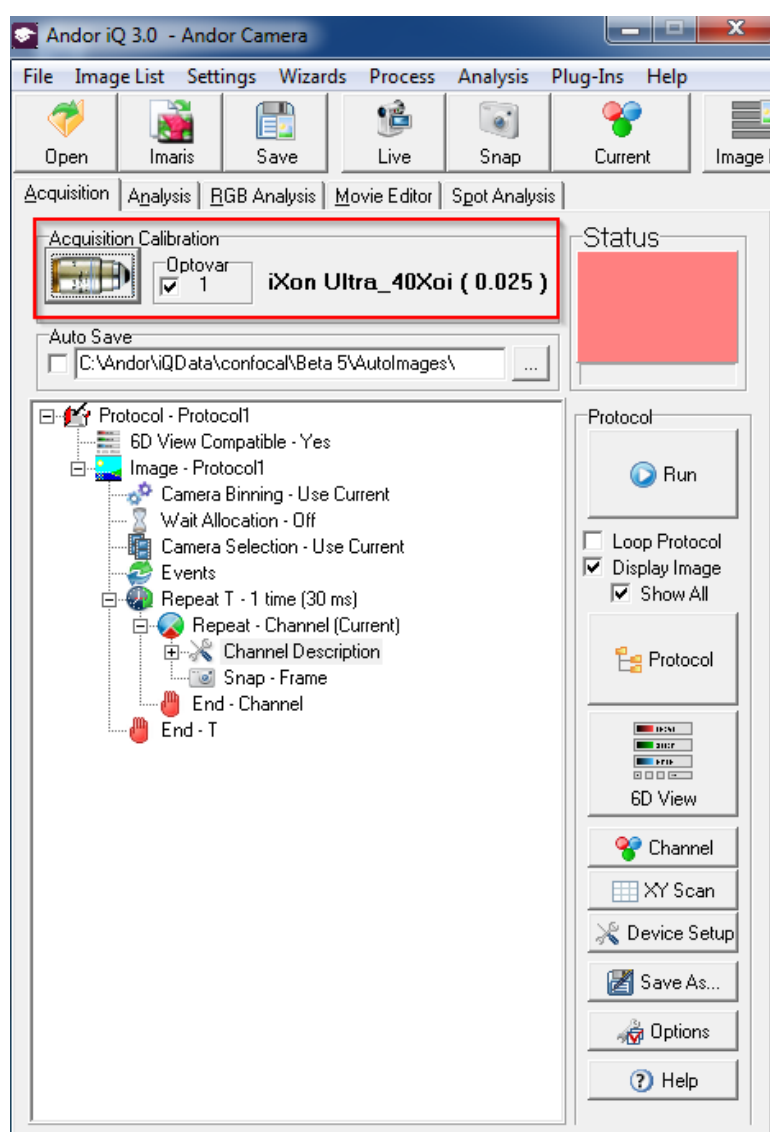 Andor iQ 3.0 - Andor Camera
File Image List Settings Wizards Process Analysis Plug-Ins Help
Open Imaris Save Live Snap Current Image
Acquisition Analysis RGB Analysis Movie Editor Spot Analysis
Acquisition Calibration
Optovar
1
iXon Ultra_40Xoi ( 0.025 )
Status
Auto Save
C:\Andor\iQData\confocal\Beta 5\AutoImages\
...
Protocol - Protocol1
6D View Compatible - Yes
Image - Protocol1
Camera Binning - Use Current
Wait Allocation - Off
Camera Selection - Use Current
Events
Repeat T - 1 time (30 ms)
Repeat - Channel (Current)
Channel Description
Snap - Frame
End - Channel
End - T
Protocol
Run
Loop Protocol
Display Image
Show All
Protocol
6D View
Channel
XY Scan
Device Setup
Save As...
Options
Help